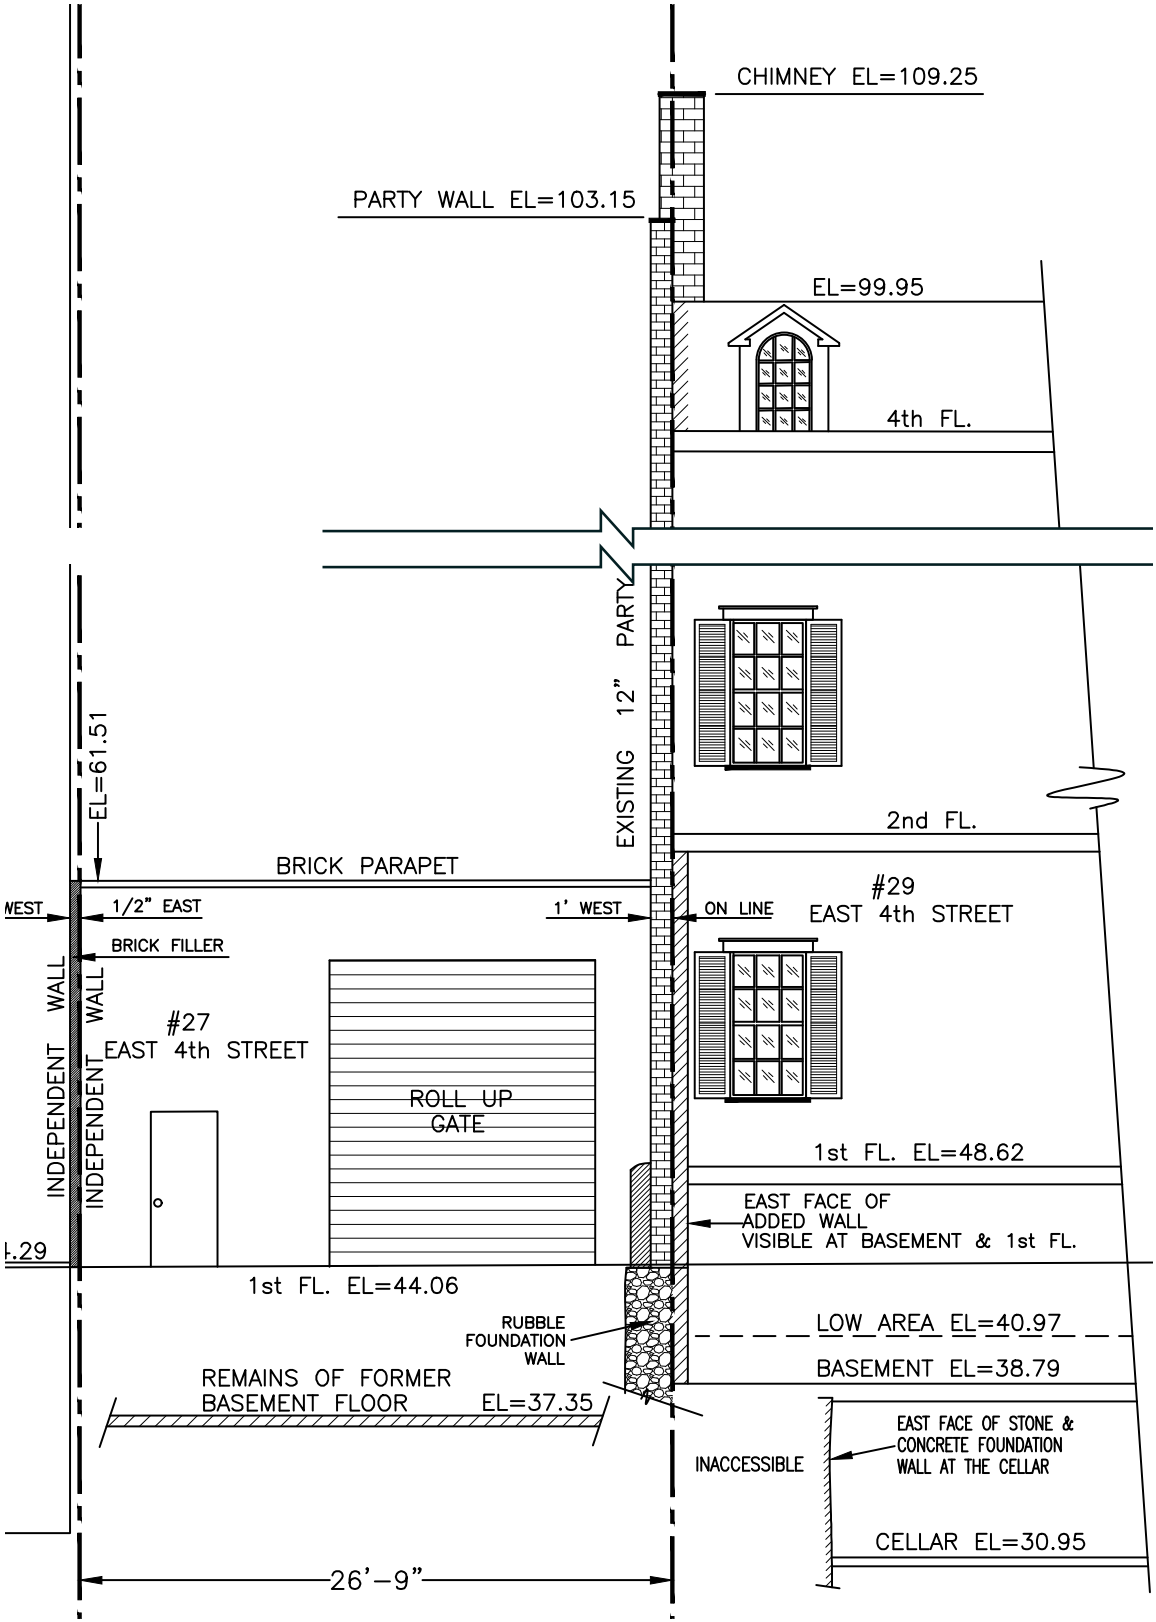 CHIMNEY EL=109.25
PARTY WALL EL=103.15
EL=99.95
4th FL.
EXISTING 12" PARTY
EL=61.51
2nd FL.
BRICK PARAPET
#29
EAST 4th STREET
WEST
1/2" EAST
1' WEST
ON LINE
BRICK FILLER
INDEPENDENT WALL
INDEPENDENT WALL
#27
EAST 4th STREET
ROLL UP
GATE
1st FL. EL=48.62
EAST FACE OF
ADDED WALL
VISIBLE AT BASEMENT & 1st FL.
.29
1st FL. EL=44.06
RUBBLE
FOUNDATION
WALL
LOW AREA EL=40.97
BASEMENT EL=38.79
REMAINS OF FORMER
BASEMENT FLOOR EL=37.35
EAST FACE OF STONE &
CONCRETE FOUNDATION
WALL AT THE CELLAR
INACCESSIBLE
CELLAR EL=30.95
26'-9"